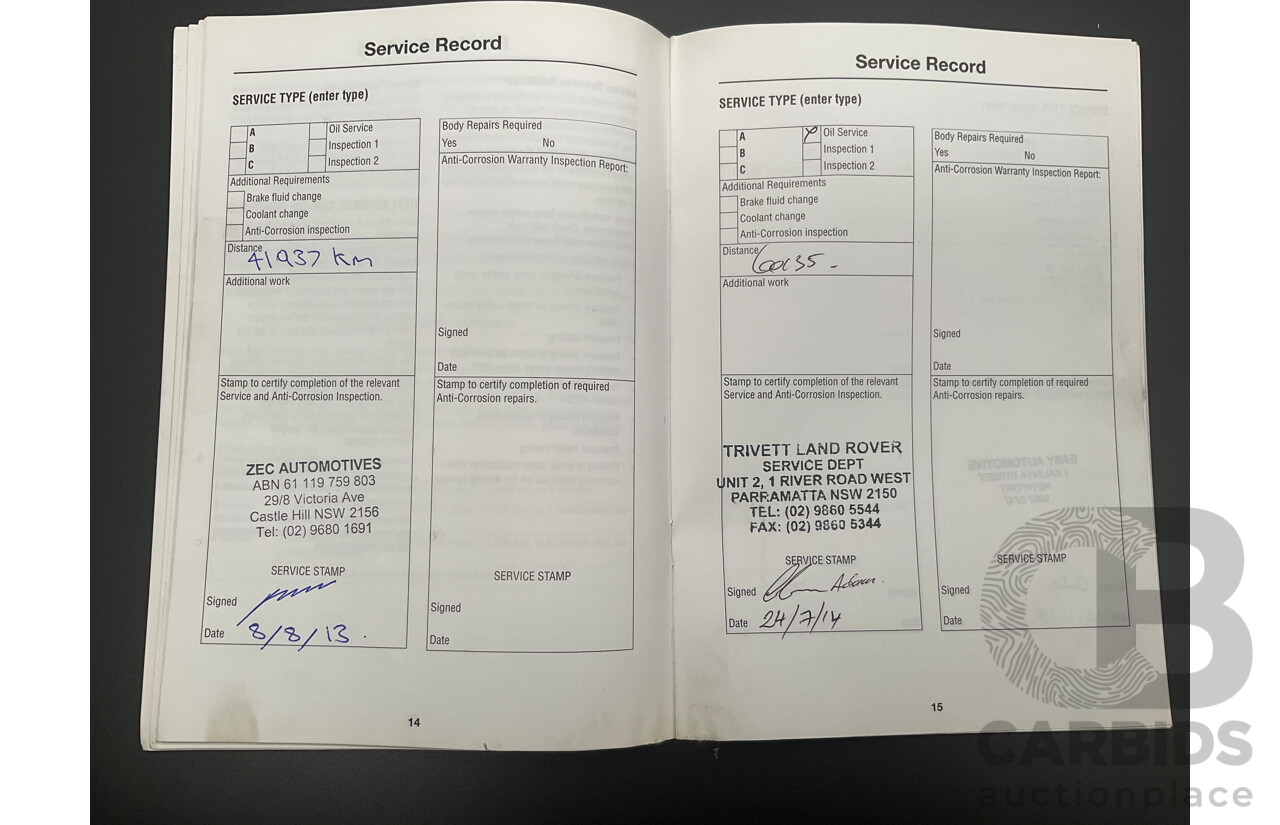 Service Record
SERVICE TYPE (enter type)
A
B
C
Oil Service
Inspection 1
Inspection 2
Additional Requirements
Brake fluid change
Coolant change
Anti-Corrosion inspection
Distance
41937 km
Additional work
Stamp to certify completion of the relevant
Service and Anti-Corrosion Inspection.
ZEC AUTOMOTIVES
ABN 61 119 759 803
29/8 Victoria Ave
Castle Hill NSW 2156
Tel: (02) 9680 1691
SERVICE STAMP
Signed
Date 8/8/13.
Body Repairs Required
Yes No
Anti-Corrosion Warranty Inspection Report:
Signed
Date
Stamp to certify completion of required
Anti-Corrosion repairs.
SERVICE STAMP
Signed
Date
14
Service Record
SERVICE TYPE (enter type)
A
B
C
Oil Service
Inspection 1
Inspection 2
Additional Requirements
Brake fluid change
Coolant change
Anti-Corrosion inspection
Distance
Additional work
Stamp to certify completion of the relevant
Service and Anti-Corrosion Inspection.
TRIVETT LAND ROVER
SERVICE DEPT
UNIT 2, 1 RIVER ROAD WEST
PARRAMATTA NSW 2150
TEL: (02) 9860 5544
FAX: (02) 9860 5344
SERVICE STAMP
Signed
Date 24/7/14
Body Repairs Required
Yes No
Anti-Corrosion Warranty Inspection Report:
Signed
Date
Stamp to certify completion of required
Anti-Corrosion repairs.
SERVICE STAMP
Signed
Date
15
CB
CARBIDS
auctionplace